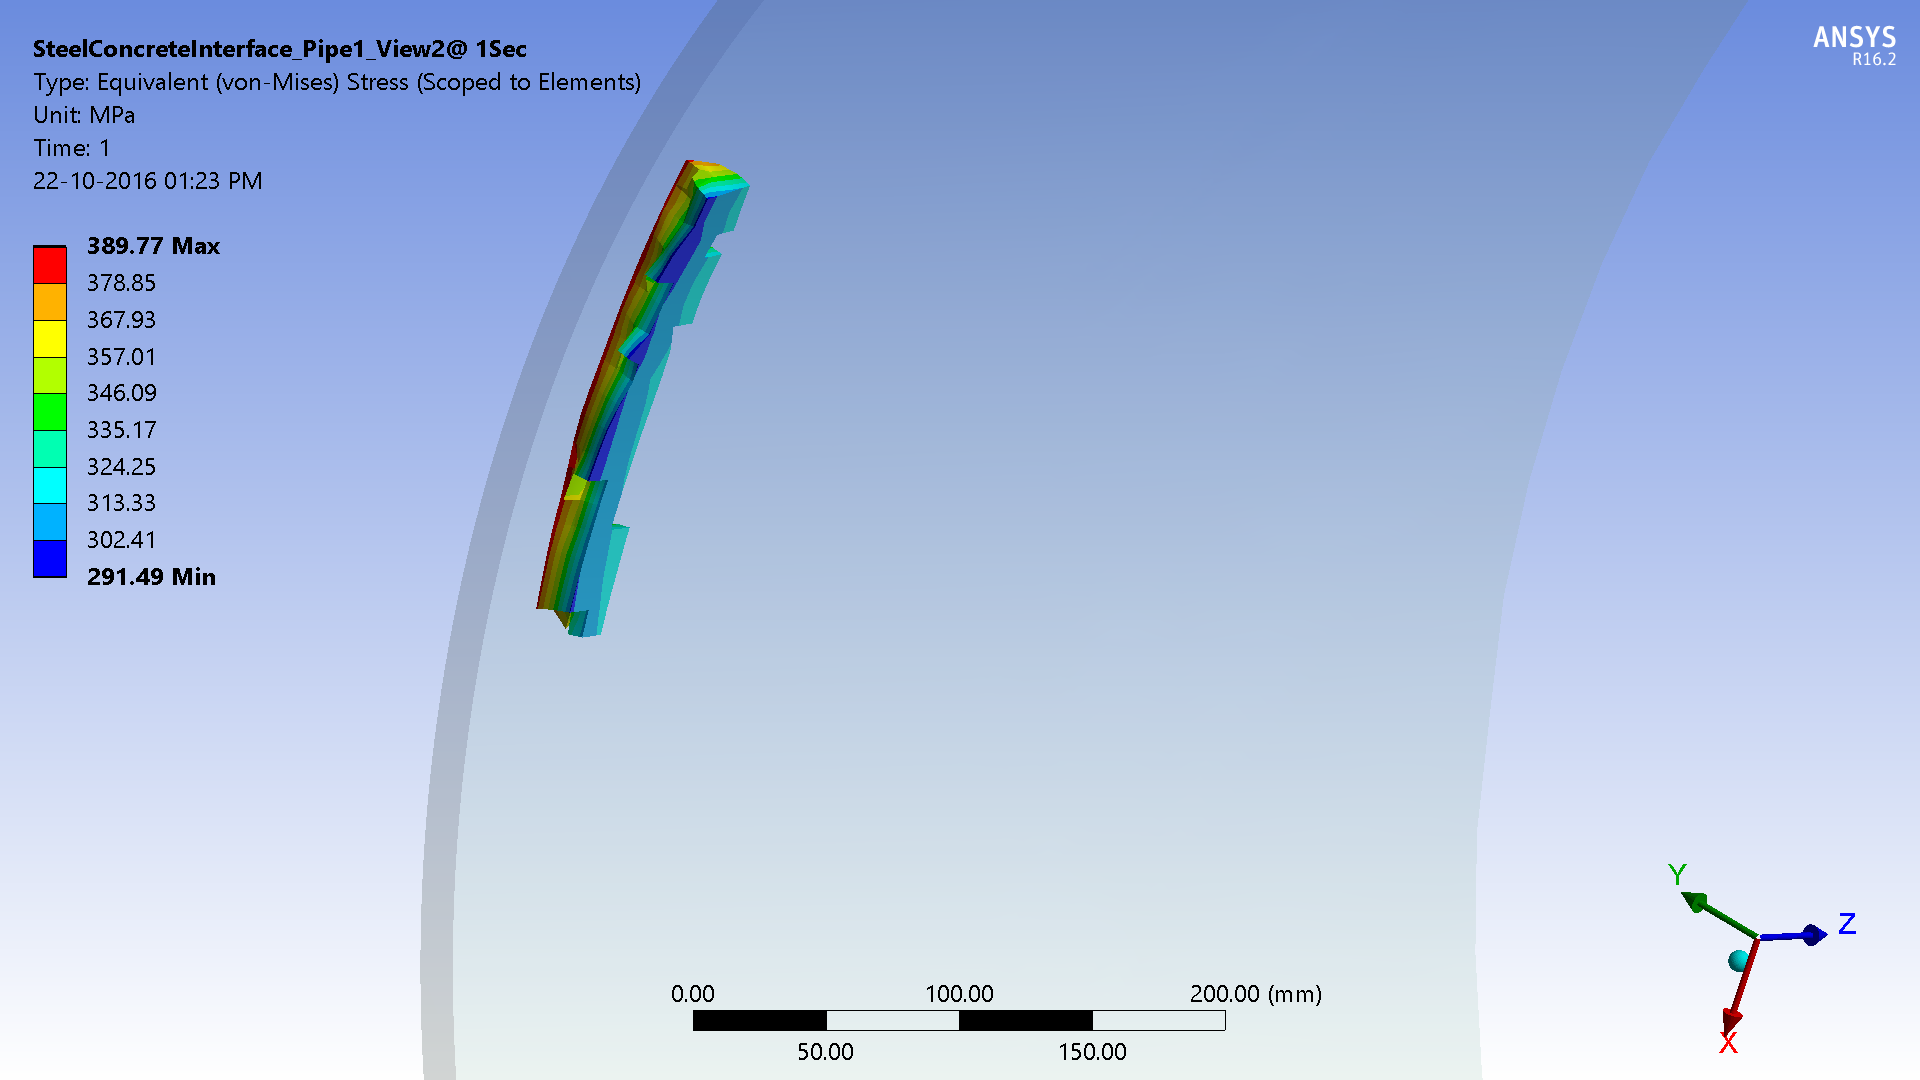 SteelConcreteInterface_Pipe1_View2@ 1Sec
Type: Equivalent (von-Mises) Stress (Scoped to Elements)
Unit: MPa
Time: 1
22-10-2016 01:23 PM
ANSYS
R16.2
389.77 Max
378.85
367.93
357.01
346.09
335.17
324.25
313.33
302.41
291.49 Min
Y
Z
X
0.00 100.00 200.00 (mm)
50.00 150.00